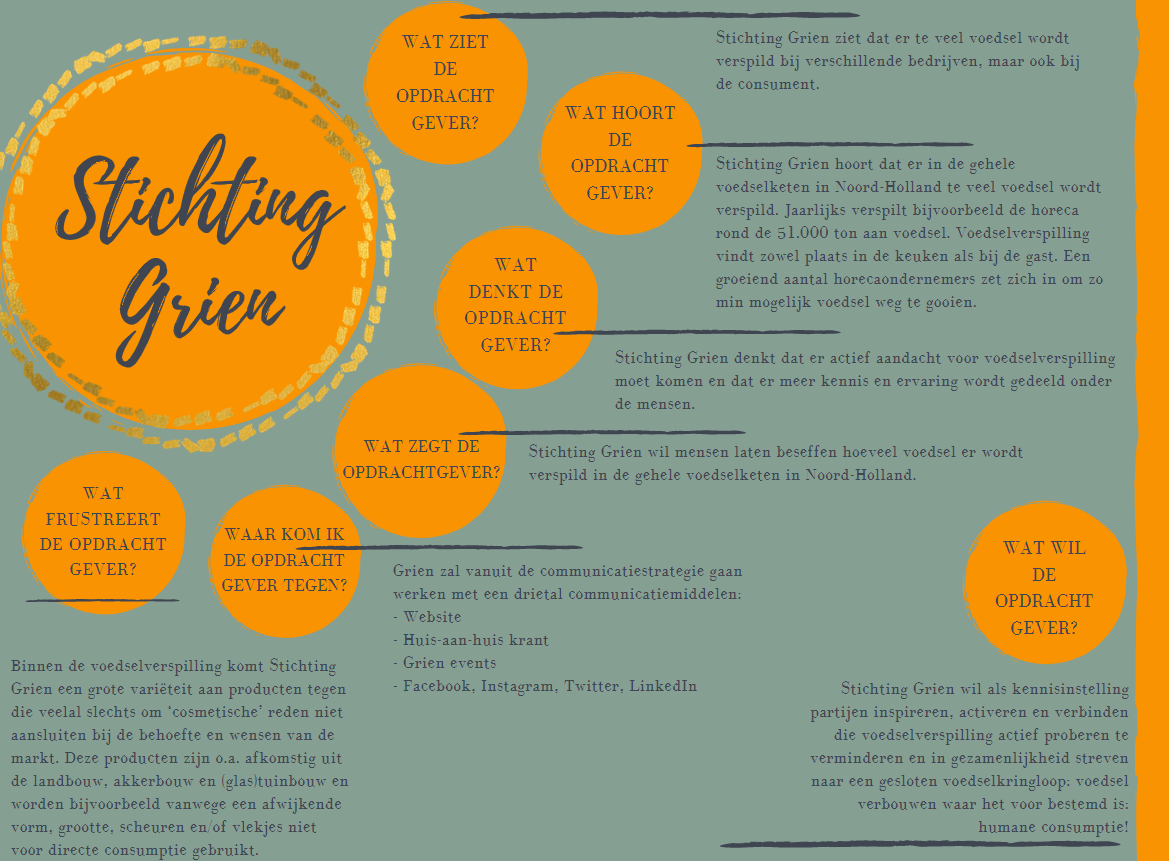 Stichting
Grien
WAT ZIET
DE
OPDRACHT
GEVER?
Stichting Grien ziet dat er te veel voedsel wordt
verspild bij verschillende bedrijven, maar ook bij
de consument.
WAT HOORT
DE
OPDRACHT
GEVER?
Stichting Grien hoort dat er in de gehele
voedselketen in Noord-Holland te veel voedsel wordt
verspild. Jaarlijks verspilt bijvoorbeeld de horeca
rond de 51.000 ton aan voedsel. Voedselverspilling
vindt zowel plaats in de keuken als bij de gast. Een
groeiend aantal horecaondernemers zet zich in om zo
min mogelijk voedsel weg te gooien.
WAT
DENKT DE
OPDRACHT
GEVER?
Stichting Grien denkt dat er actief aandacht voor voedselverspilling
moet komen en dat er meer kennis en ervaring wordt gedeeld onder
de mensen.
WAT ZEGT DE
OPDRACHTGEVER?
Stichting Grien wil mensen laten beseffen hoeveel voedsel er wordt
verspild in de gehele voedselketen in Noord-Holland.
WAT
FRUSTREERT
DE OPDRACHT
GEVER?
Binnen de voedselverspilling komt Stichting
Grien een grote variëteit aan producten tegen
die veelal slechts om ‘cosmetische’ reden niet
aansluiten bij de behoefte en wensen van de
markt. Deze producten zijn o.a. afkomstig uit
de landbouw, akkerbouw en (glas)tuinbouw en
worden bijvoorbeeld vanwege een afwijkende
vorm, grootte, scheuren en/of vlekjes niet
voor directe consumptie gebruikt.
WAAR KOM IK
DE OPDRACHT
GEVER TEGEN?
Grien zal vanuit de communicatiestrategie gaan
werken met een drietal communicatiemiddelen:
- Website
- Huis-aan-huis krant
- Grien events
- Facebook, Instagram, Twitter, LinkedIn
WAT WIL
DE
OPDRACHT
GEVER?
Stichting Grien wil als kennisinstelling
partijen inspireren, activeren en verbinden
die voedselverspilling actief proberen te
verminderen en in gezamenlijkheid streven
naar een gesloten voedselkringloop: voedsel
verbouwen waar het voor bestemd is:
humane consumptie!